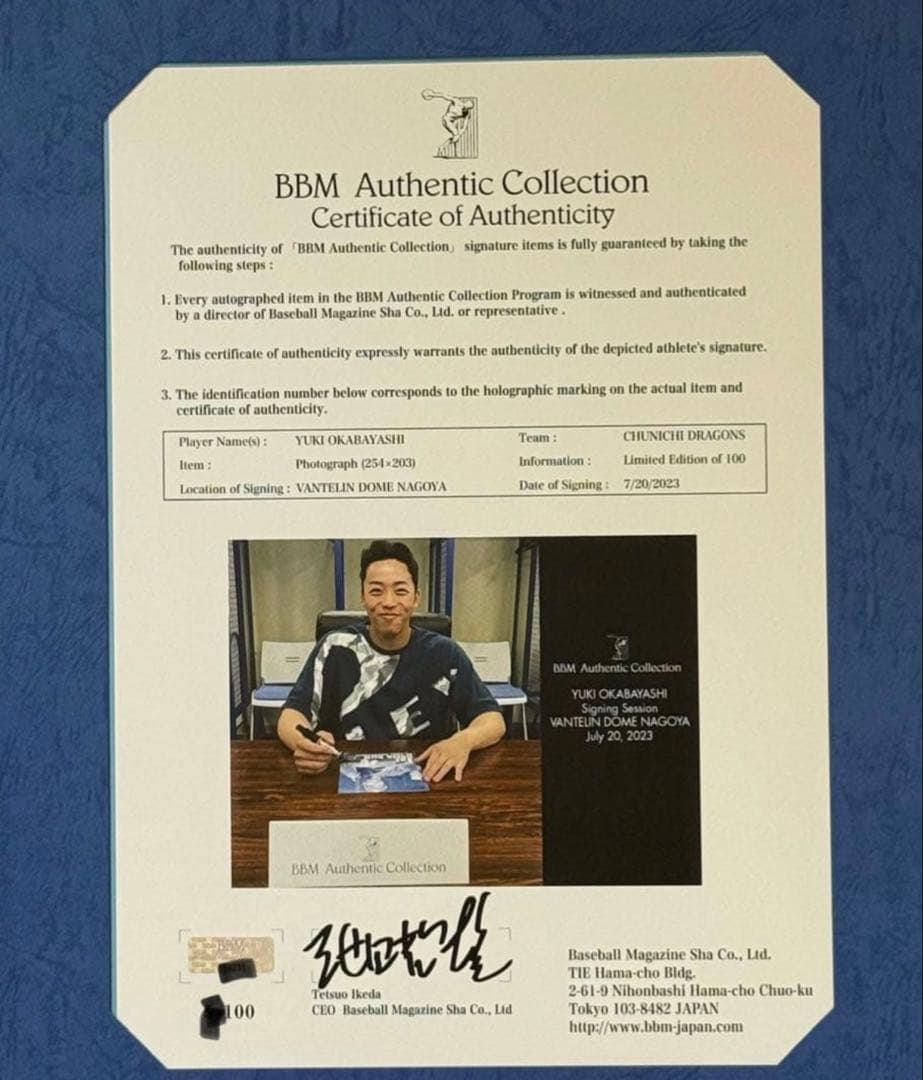 BBM Authentic Collection
Certificate of Authenticity
The authenticity of「BBM Authentic Collection」signature items is fully guaranteed by taking the
following steps :
1. Every autographed item in the BBM Authentic Collection Program is witnessed and authenticated
by a director of Baseball Magazine Sha Co., Ltd. or representative .
2. This certificate of authenticity expressly warrants the authenticity of the depicted athlete's signature.
3. The identification number below corresponds to the holographic marking on the actual item and
certificate of authenticity.
Player Name(s) : YUKI OKABAYASHI Team : CHUNICHI DRAGONS
Item : Photograph (254×203) Information : Limited Edition of 100
Location of Signing : VANTELIN DOME NAGOYA Date of Signing : 7/20/2023
BBM Authentic Collection
YUKI OKABAYASHI
Signing Session
VANTELIN DOME NAGOYA
July 20, 2023
BBM Authentic Collection
BBM
100
Tetsuo Ikeda
CEO Baseball Magazine Sha Co., Ltd
Baseball Magazine Sha Co., Ltd.
TIE Hama-cho Bldg.
2-61-9 Nihonbashi Hama-cho Chuo-ku
Tokyo 103-8482 JAPAN
http://www.bbm-japan.com